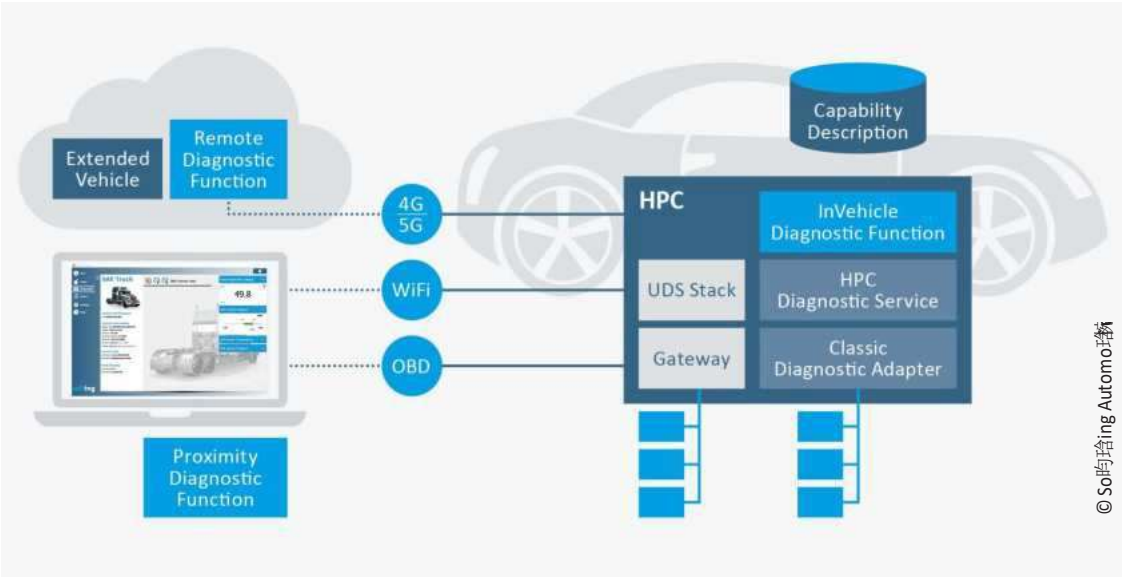 Capability
Description
Extended
Vehicle
Remote
Diagnostic
Function
4G
5G
HPC
InVehicle
Diagnostic Function
WiFi
UDS Stack
HPC
Diagnostic Service
49.8
OBD
Gateway
Classic
Diagnostic Adapter
Proximity
Diagnostic
Function